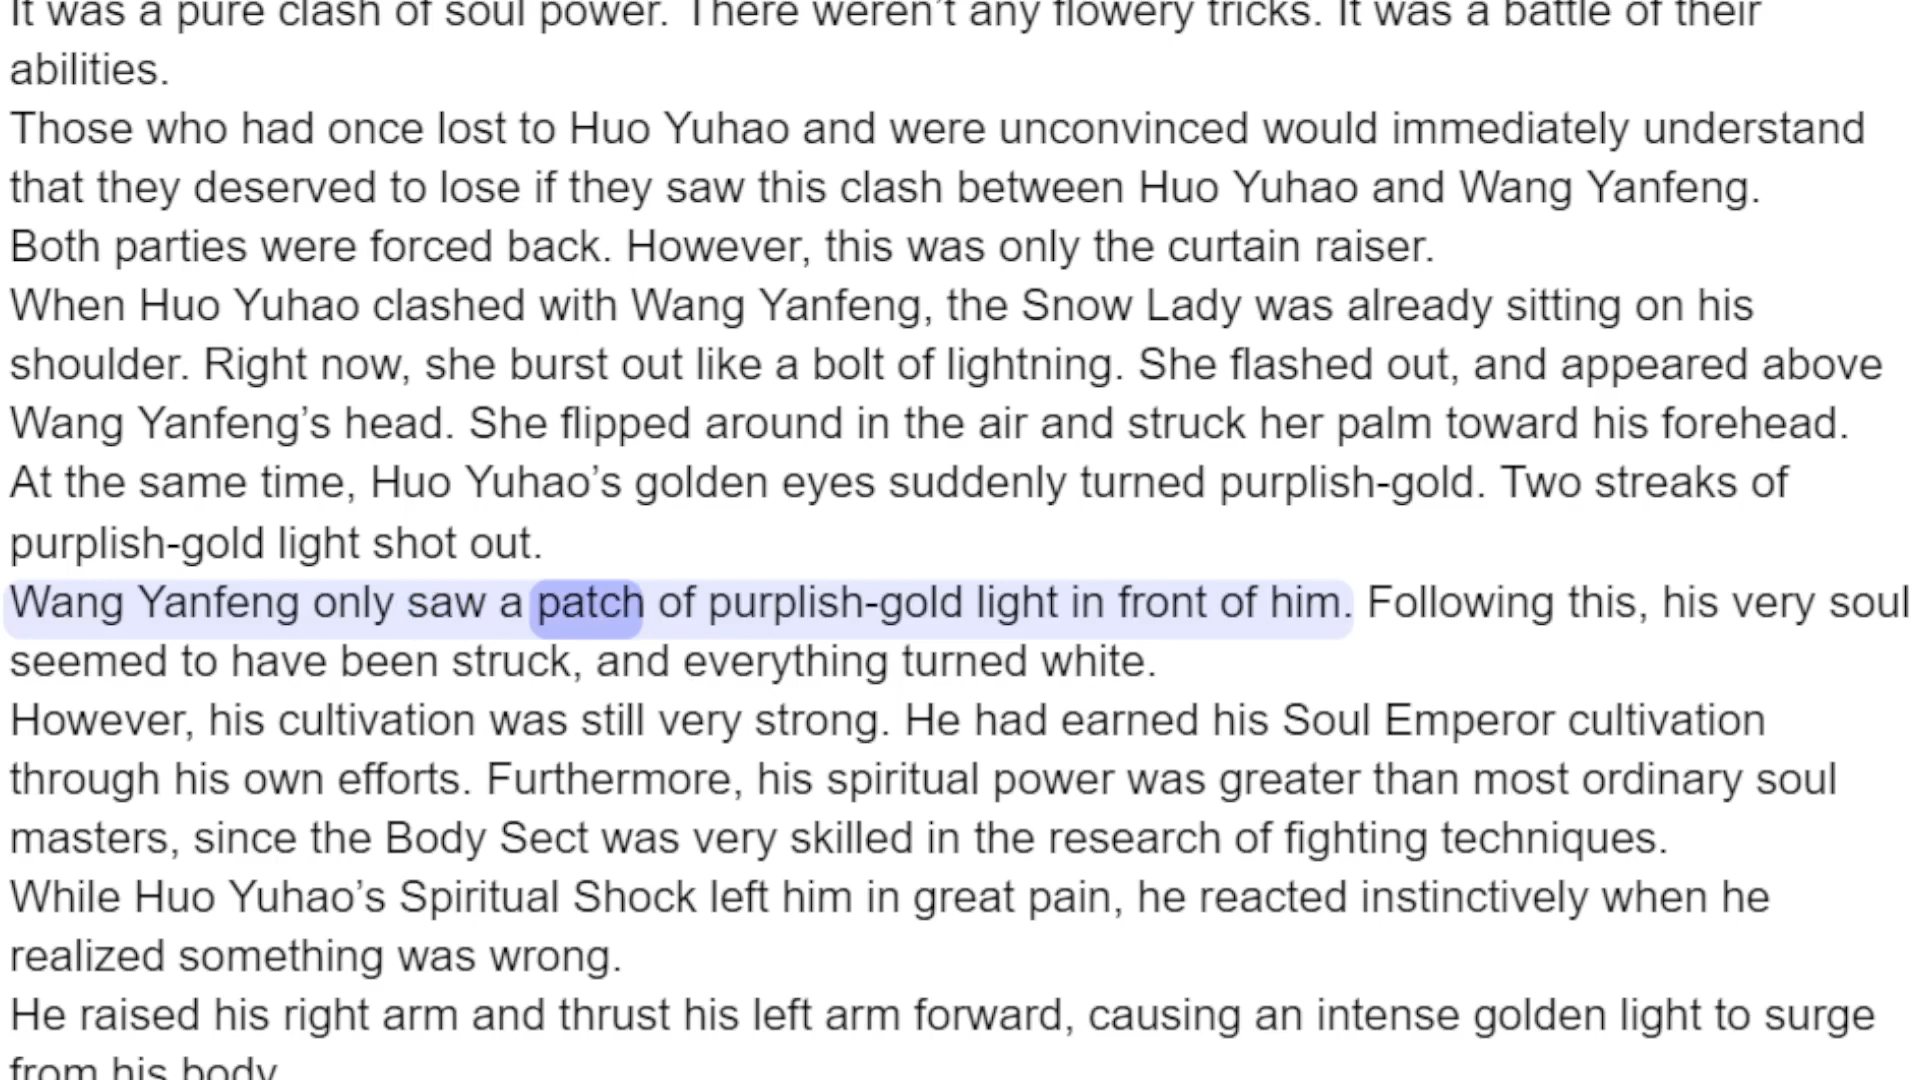 It was a pure clash of soul power. There weren’t any flowery tricks. It was a battle of their
abilities.
Those who had once lost to Huo Yuhao and were unconvinced would immediately understand
that they deserved to lose if they saw this clash between Huo Yuhao and Wang Yanfeng.
Both parties were forced back. However, this was only the curtain raiser.
When Huo Yuhao clashed with Wang Yanfeng, the Snow Lady was already sitting on his
shoulder. Right now, she burst out like a bolt of lightning. She flashed out, and appeared above
Wang Yanfeng’s head. She flipped around in the air and struck her palm toward his forehead.
At the same time, Huo Yuhao’s golden eyes suddenly turned purplish-gold. Two streaks of
purplish-gold light shot out.
Wang Yanfeng only saw a patch of purplish-gold light in front of him. Following this, his very soul
seemed to have been struck, and everything turned white.
However, his cultivation was still very strong. He had earned his Soul Emperor cultivation
through his own efforts. Furthermore, his spiritual power was greater than most ordinary soul
masters, since the Body Sect was very skilled in the research of fighting techniques.
While Huo Yuhao’s Spiritual Shock left him in great pain, he reacted instinctively when he
realized something was wrong.
He raised his right arm and thrust his left arm forward, causing an intense golden light to surge
from his body.